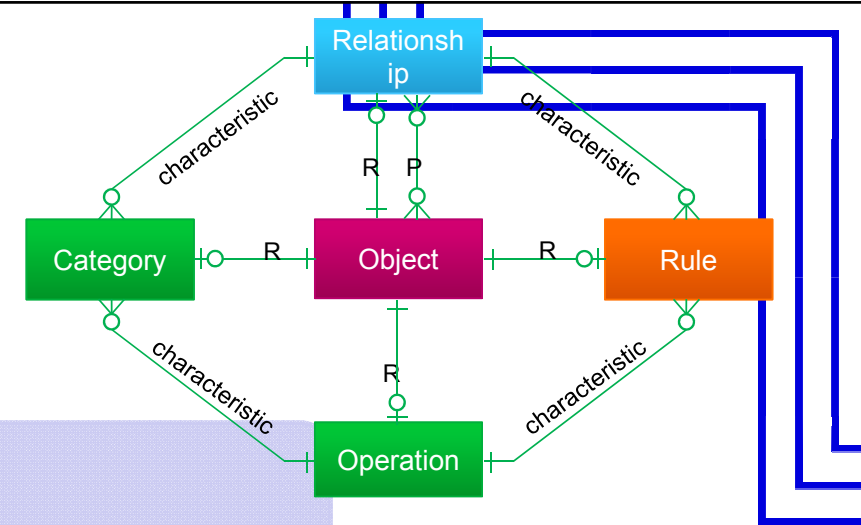 Relationsh
ip
characteristic
characteristic
R
P
Category
R
Object
R
Rule
characteristic
R
characteristic
Operation